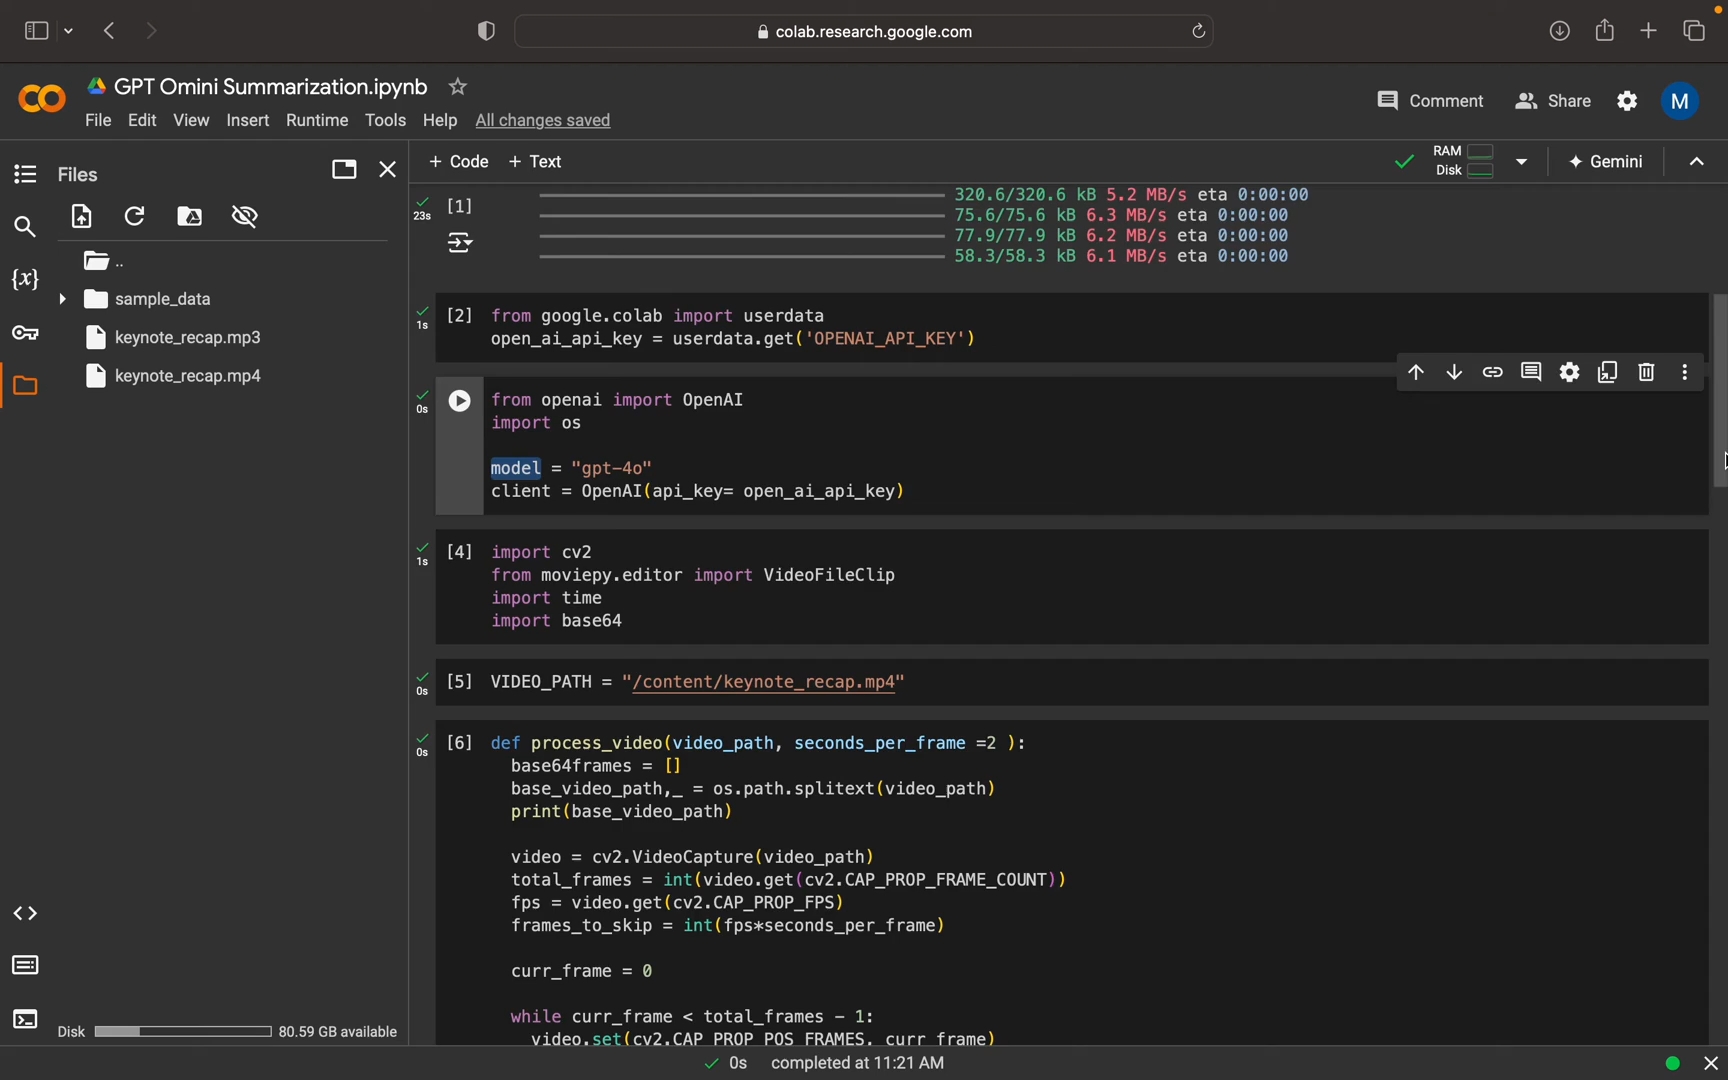 colab.research.google.com
GPT Omini Summarization.ipynb
Comment
Share
M
File Edit View Insert Runtime Tools Help All changes saved
Files
+ Code + Text
RAM
Disk
Gemini
..
sample_data
keynote_recap.mp3
keynote_recap.mp4
{x}
Disk 80.59 GB available
23s
[1]
320.6/320.6 kB 5.2 MB/s eta 0:00:00
75.6/75.6 kB 6.3 MB/s eta 0:00:00
77.9/77.9 kB 6.2 MB/s eta 0:00:00
58.3/58.3 kB 6.1 MB/s eta 0:00:00
1s
[2] from google.colab import userdata
open_ai_api_key = userdata.get('OPENAI_API_KEY')
0s
from openai import OpenAI
import os
model = "gpt-4o"
client = OpenAI(api_key= open_ai_api_key)
1s
[4] import cv2
from moviepy.editor import VideoFileClip
import time
import base64
0s
[5] VIDEO_PATH = "/content/keynote_recap.mp4"
0s
[6] def process_video(video_path, seconds_per_frame =2 ):
base64frames = []
base_video_path,_ = os.path.splitext(video_path)
print(base_video_path)
video = cv2.VideoCapture(video_path)
total_frames = int(video.get(cv2.CAP_PROP_FRAME_COUNT))
fps = video.get(cv2.CAP_PROP_FPS)
frames_to_skip = int(fps*seconds_per_frame)
curr_frame = 0
while curr_frame < total_frames - 1:
video.set(cv2.CAP_PROP_POS_FRAMES, curr_frame)
0s completed at 11:21 AM